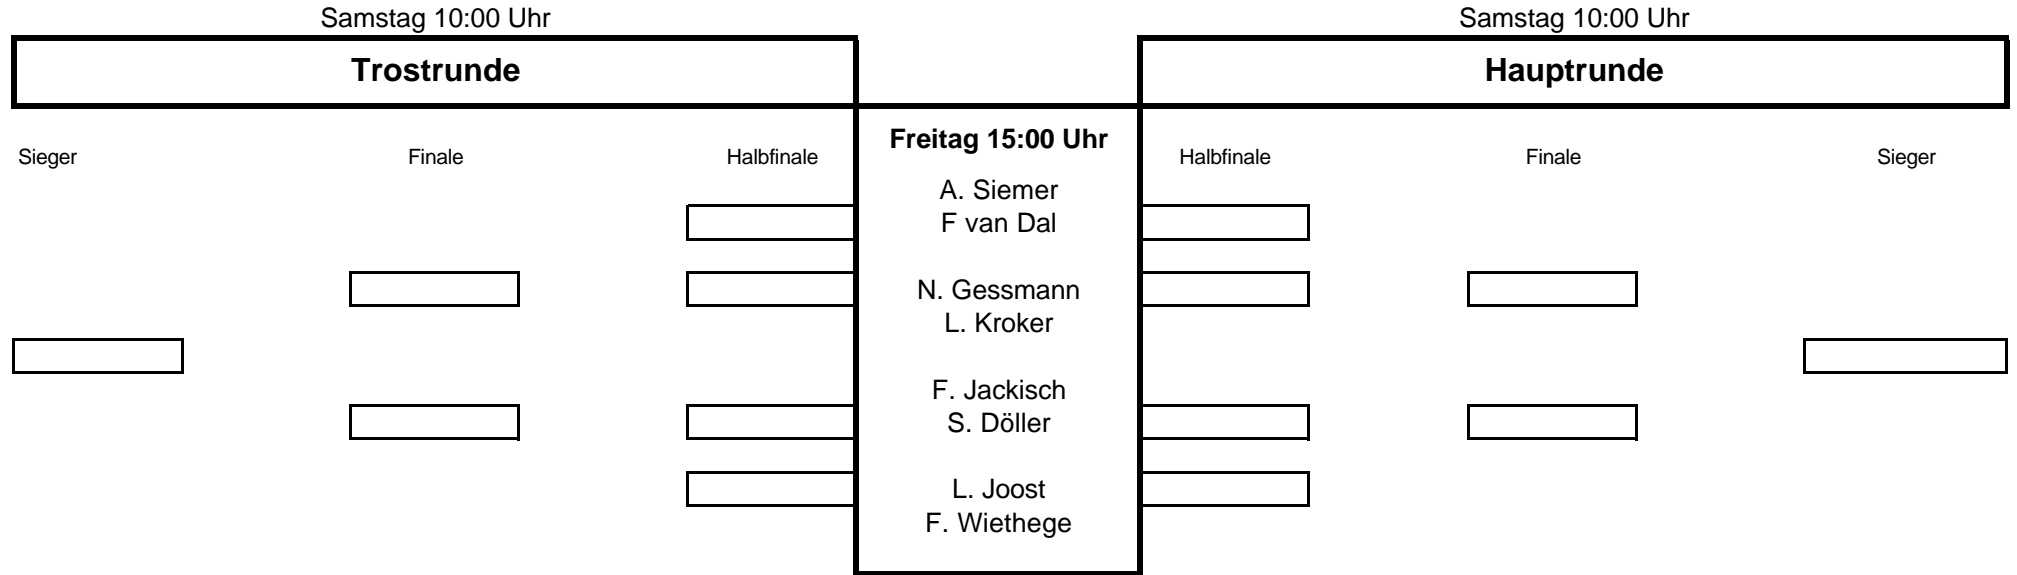 Samstag 10:00 Uhr
Samstag 10:00 Uhr
Trostrunde
Hauptrunde
Freitag 15:00 Uhr
Sieger
Finale
Halbfinale
Halbfinale
Finale
Sieger
A. Siemer
F van Dal
N. Gessmann
L. Kroker
F. Jackisch
S. Döller
L. Joost
F. Wiethege